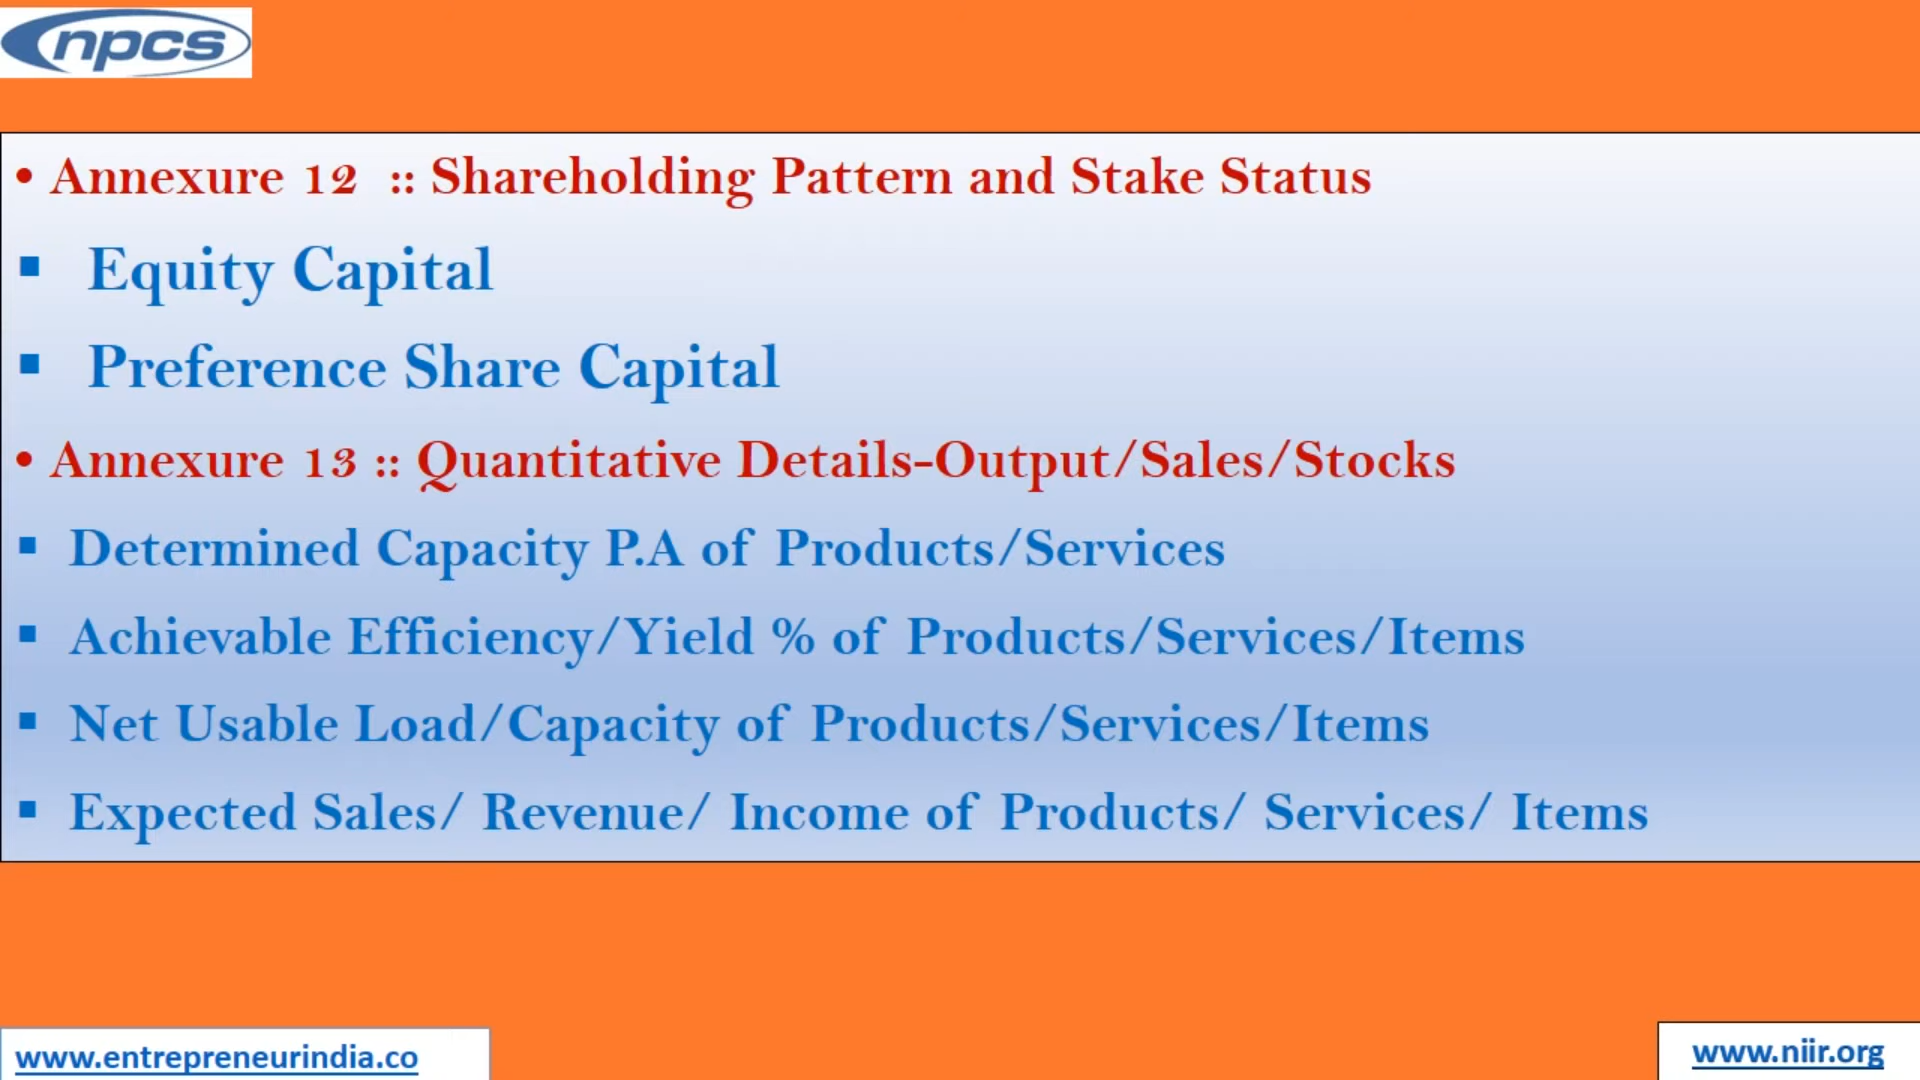 npcs
• Annexure 12 :: Shareholding Pattern and Stake Status
▪ Equity Capital
▪ Preference Share Capital
• Annexure 13 :: Quantitative Details-Output/Sales/Stocks
▪ Determined Capacity P.A of Products/Services
▪ Achievable Efficiency/Yield % of Products/Services/Items
▪ Net Usable Load/Capacity of Products/Services/Items
▪ Expected Sales/ Revenue/ Income of Products/ Services/ Items
www.entrepreneurindia.co
www.niir.org